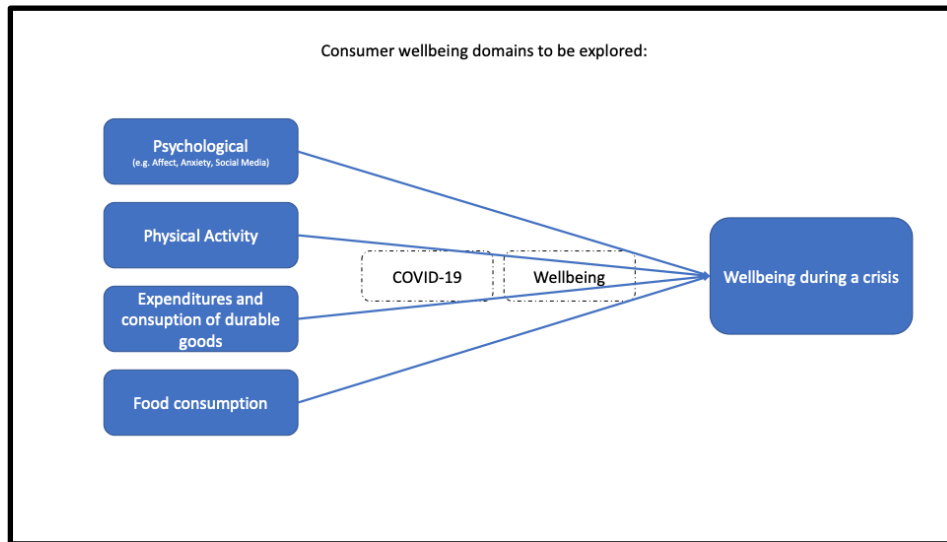 Consumer wellbeing domains to be explored:
Psychological
(e.g. Affect, Anxiety, Social Media)
Physical Activity
Expenditures and
consuption of durable
goods
Food consumption
COVID-19
Wellbeing
Wellbeing during a crisis